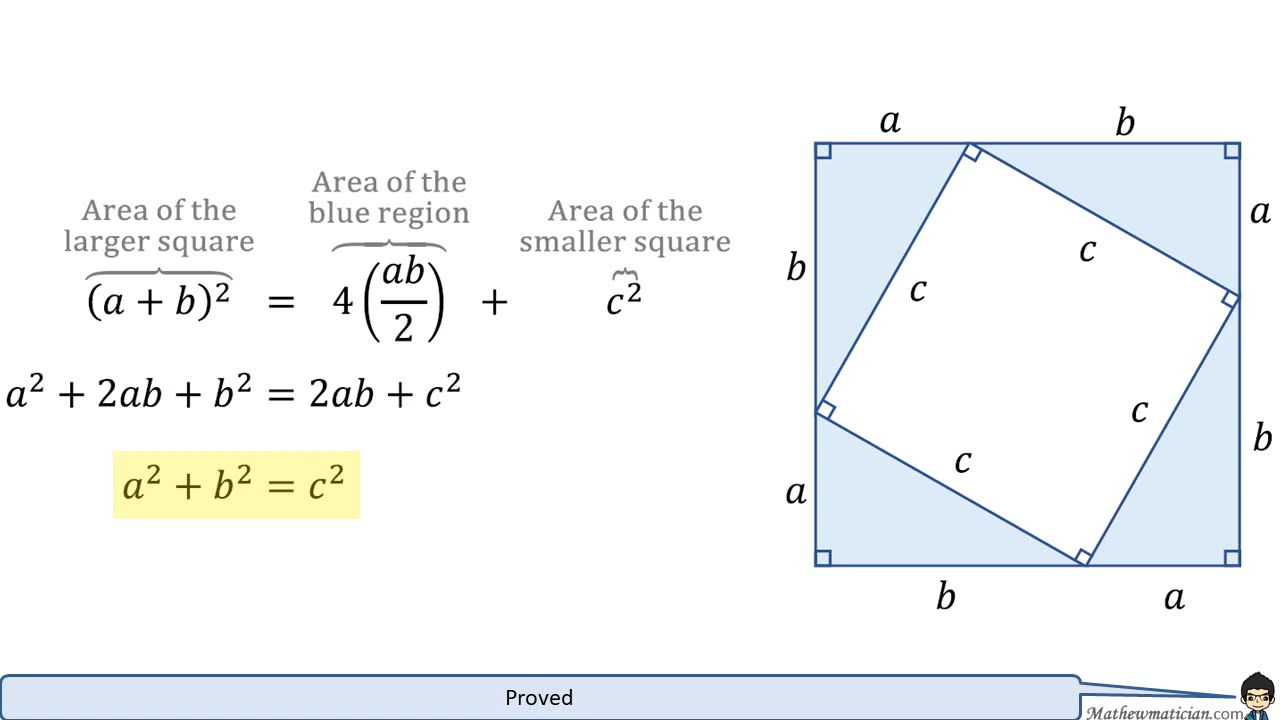 Area of the
larger square
Area of the
blue region
Area of the
smaller square
(a + b)² = 4(ab/2) + c²
a² + 2ab + b² = 2ab + c²
a² + b² = c²
a b
b a
c c
c c
a b
b a
Proved
Mathewmatician.com